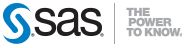 sas.
THE
POWER
TO KNOW.